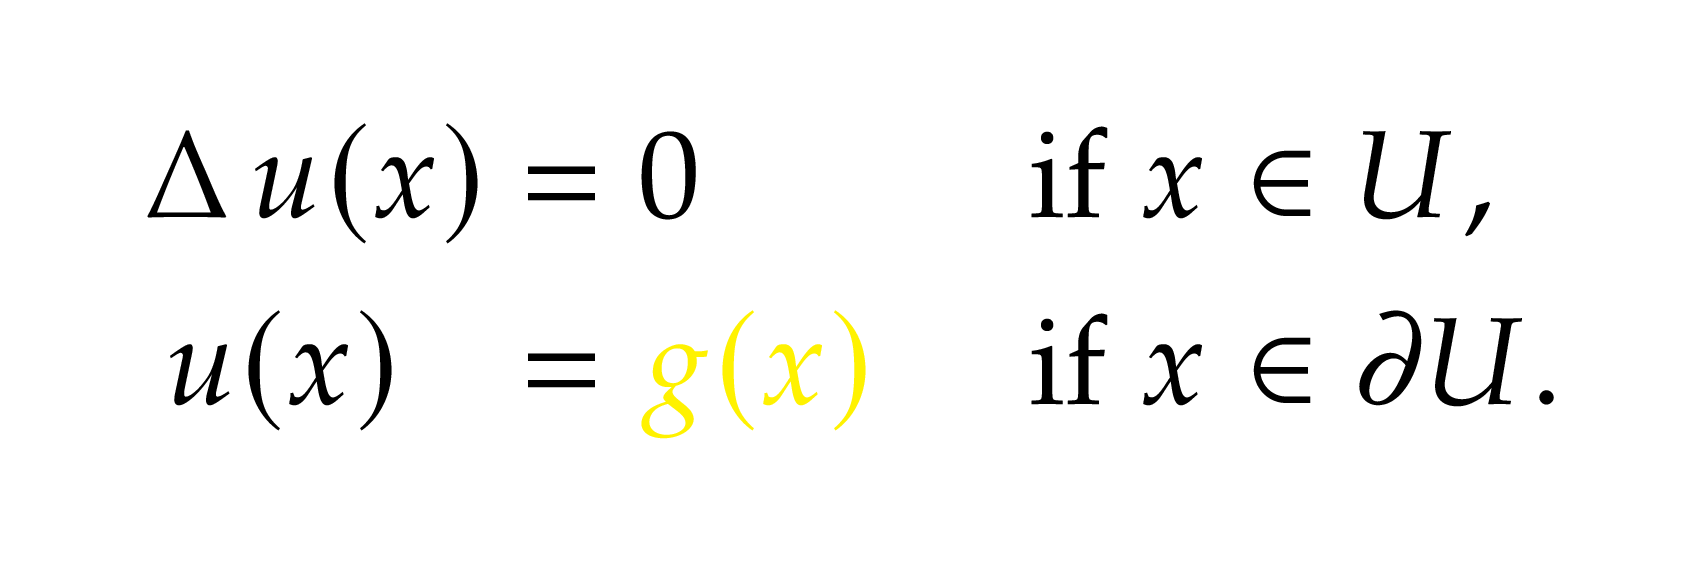 Δ u(x) = 0 if x ∈ U,
u(x) = g(x) if x ∈ ∂U.